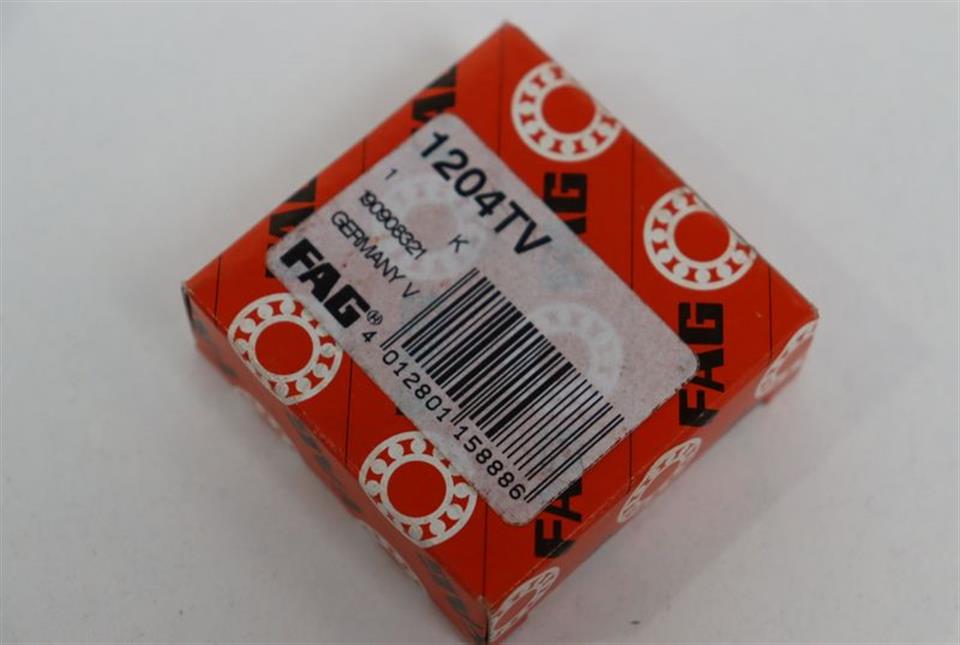 1204TV
1 K
190908321
GERMANY V
FAG®
4 012801 158886
FAG
FAG
FAG